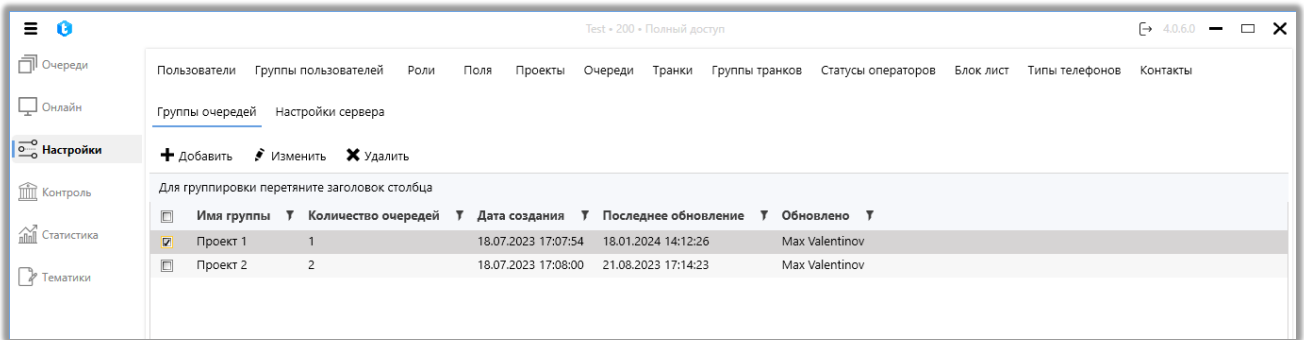 Test • 200 • Полный доступ 4.0.6.0
Очереди
Онлайн
Настройки
Контроль
Статистика
Тематики
Пользователи Группы пользователей Роли Поля Проекты Очереди Транки Группы транков Статусы операторов Блок лист Типы телефонов Контакты
Группы очередей Настройки сервера
Добавить Изменить Удалить
Для группировки перетяните заголовок столбца
Имя группы Количество очередей Дата создания Последнее обновление Обновлено
Проект 1 1 18.07.2023 17:07:54 18.01.2024 14:12:26 Max Valentinov
Проект 2 2 18.07.2023 17:08:00 21.08.2023 17:14:23 Max Valentinov